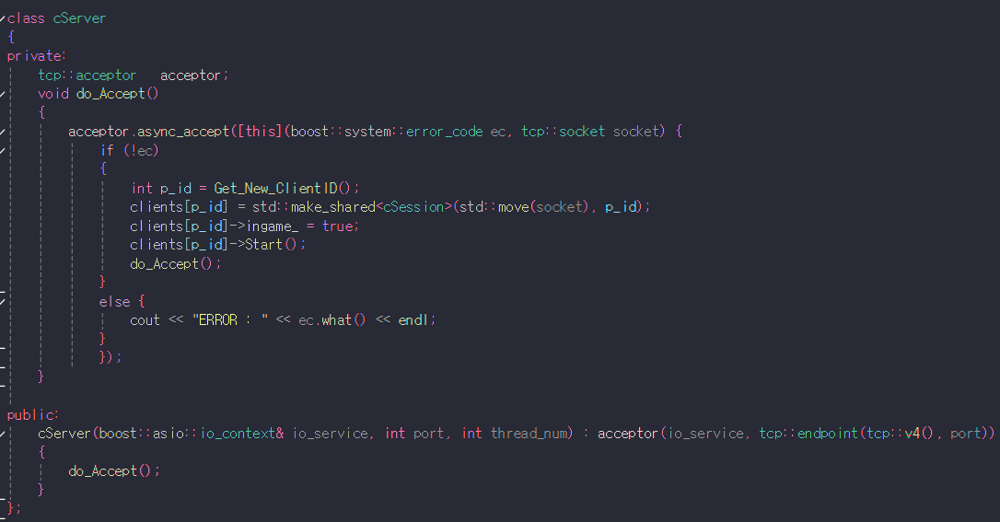 class cServer
{
private:
tcp::acceptor acceptor;
void do_Accept()
{
acceptor.async_accept([this](boost::system::error_code ec, tcp::socket socket) {
if (!ec)
{
int p_id = Get_New_ClientID();
clients[p_id] = std::make_shared<cSession>(std::move(socket), p_id);
clients[p_id]->ingame_ = true;
clients[p_id]->Start();
do_Accept();
}
else {
cout << "ERROR : " << ec.what() << endl;
}
});
}
public:
cServer(boost::asio::io_context& io_service, int port, int thread_num) : acceptor(io_service, tcp::endpoint(tcp::v4(), port))
{
do_Accept();
}
};